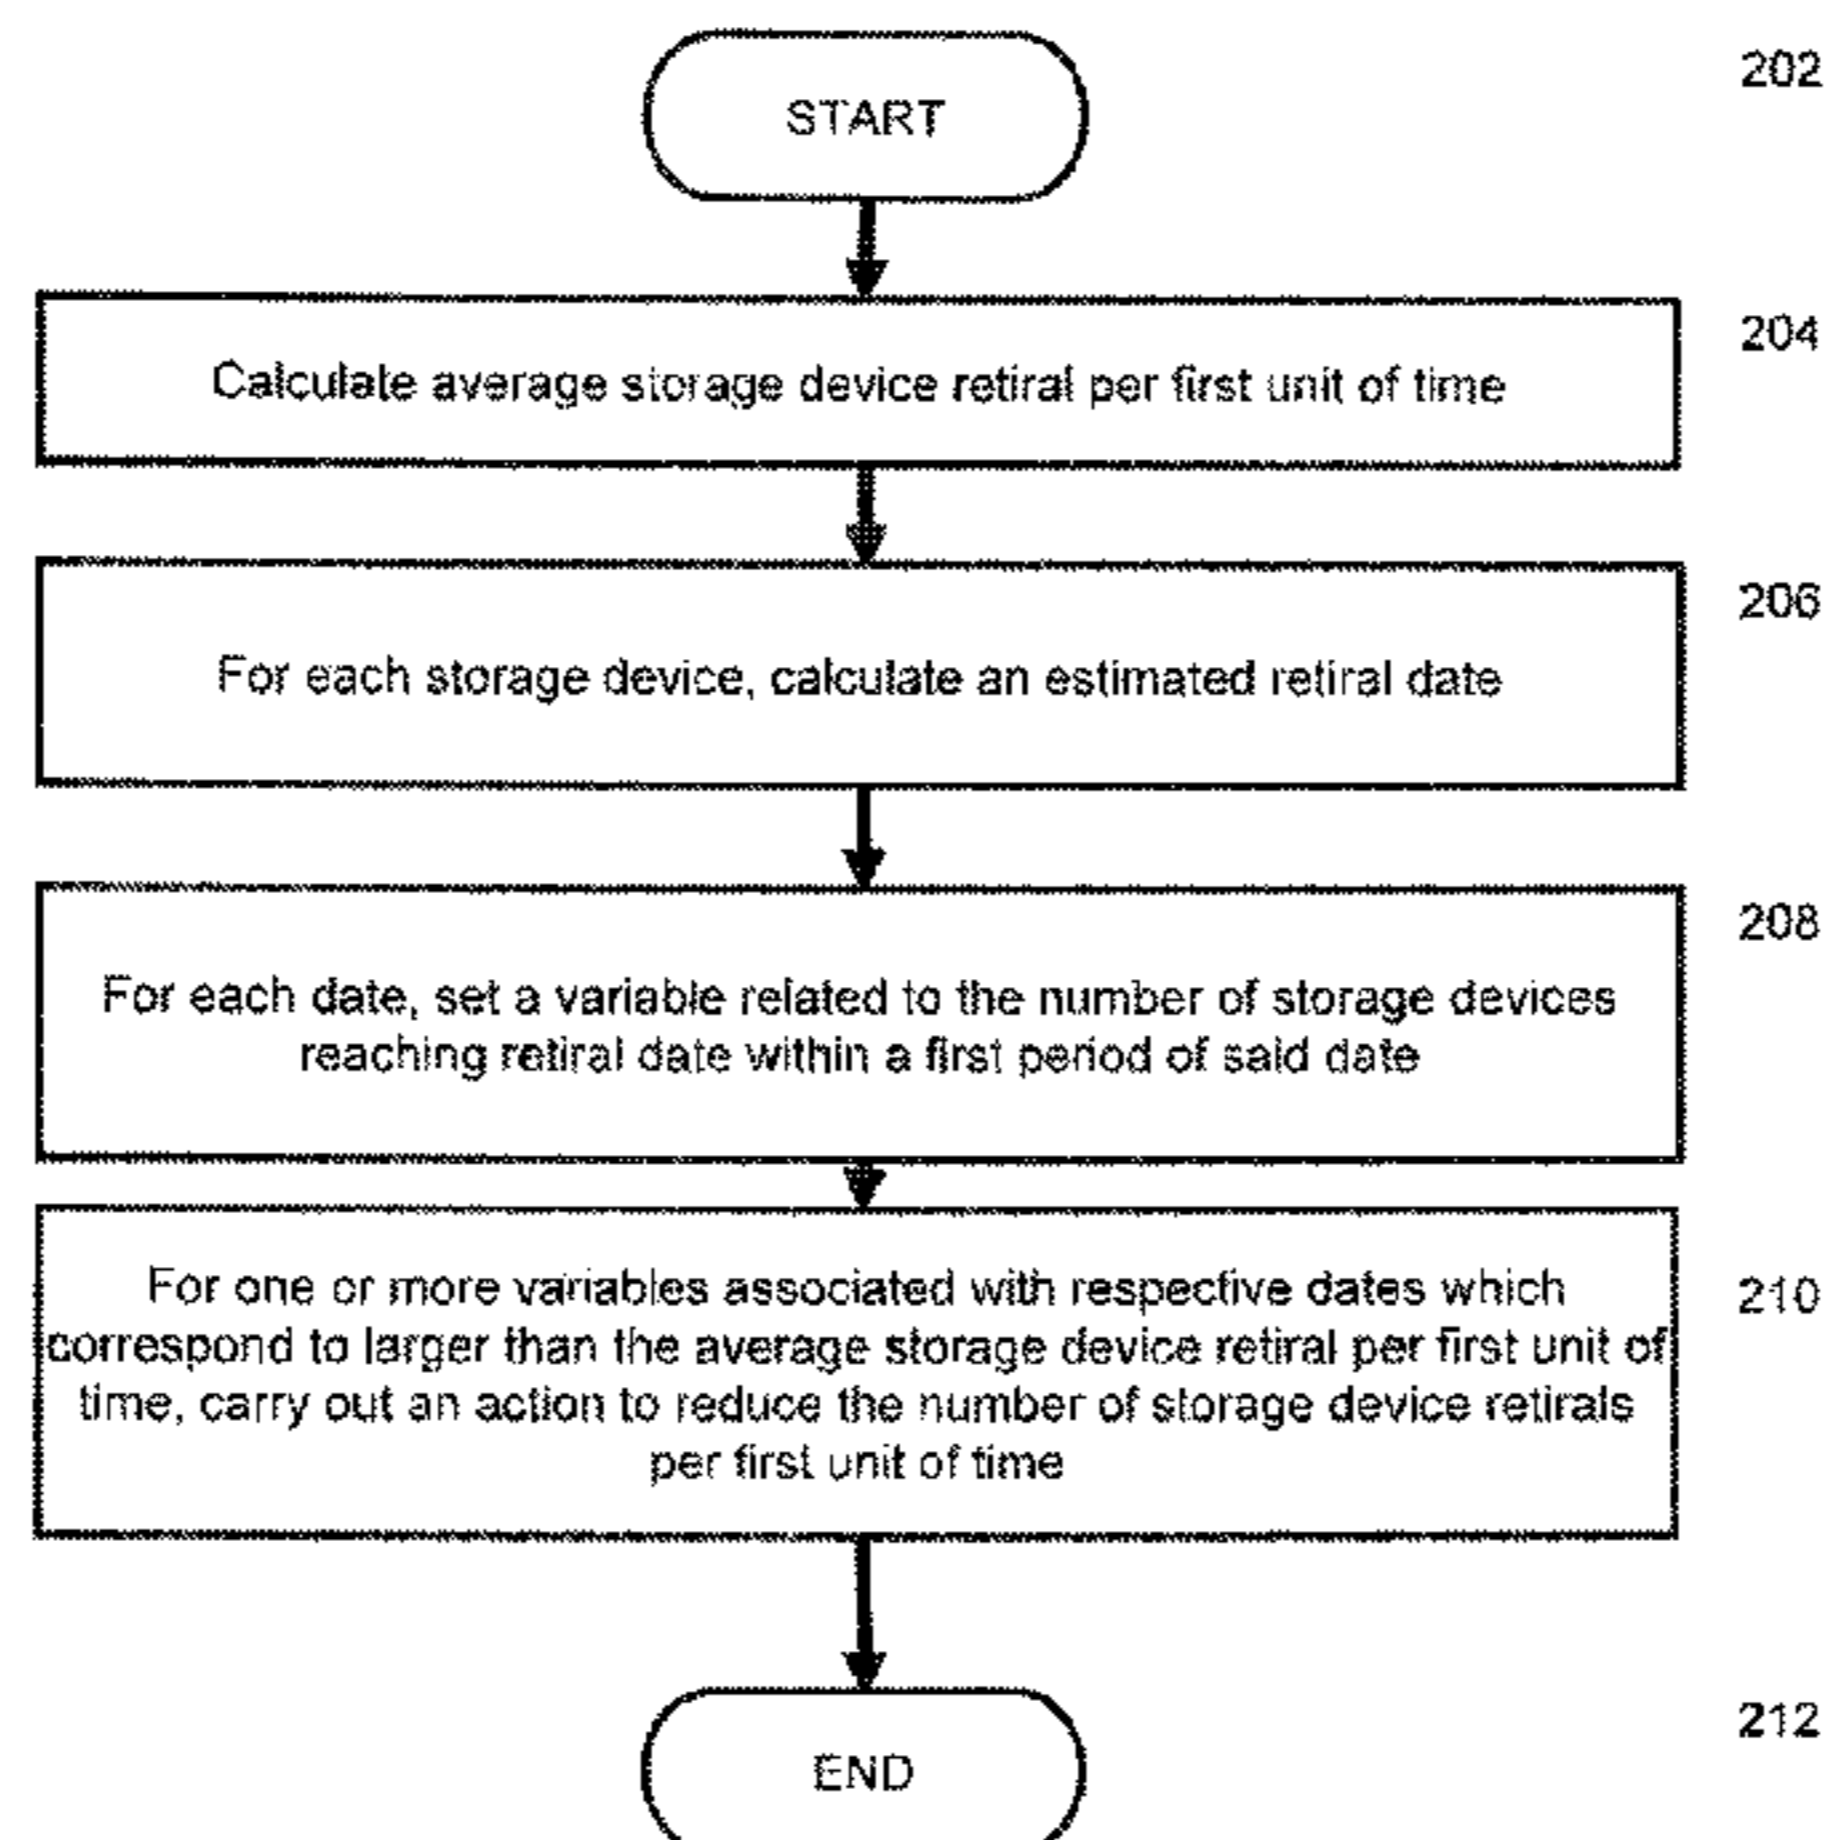 START
202
Calculate average storage device retiral per first unit of time
204
For each storage device, calculate an estimated retiral date
206
For each date, set a variable related to the number of storage devices
reaching retiral date within a first period of said date
208
For one or more variables associated with respective dates which
correspond to larger than the average storage device retiral per first unit of
time, carry out an action to reduce the number of storage device retirals
per first unit of time
210
END
212